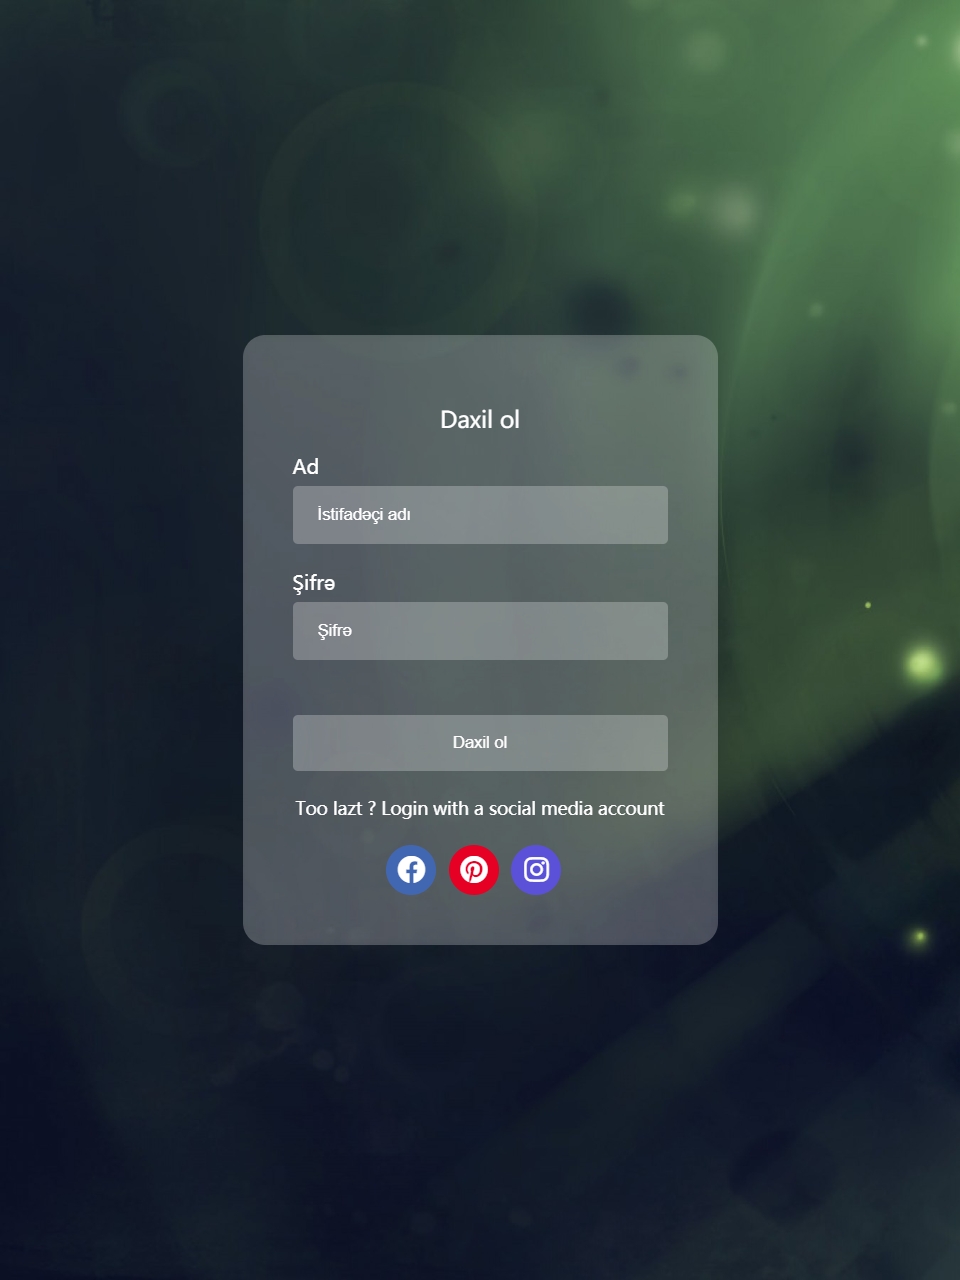 Daxil ol
Ad
İstifadəçi adı
Şifrə
Şifrə
Daxil ol
Too lazt ? Login with a social media account